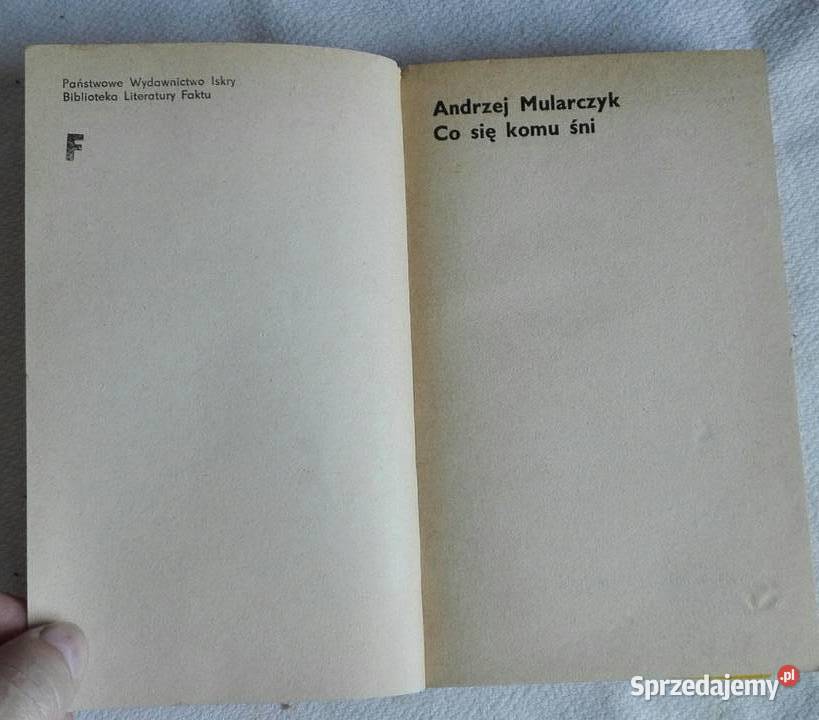 Państwowe Wydawnictwo Iskry
Biblioteka Literatury Faktu
F
Andrzej Mularczyk
Co się komu śni
Sprzedajemy.pl